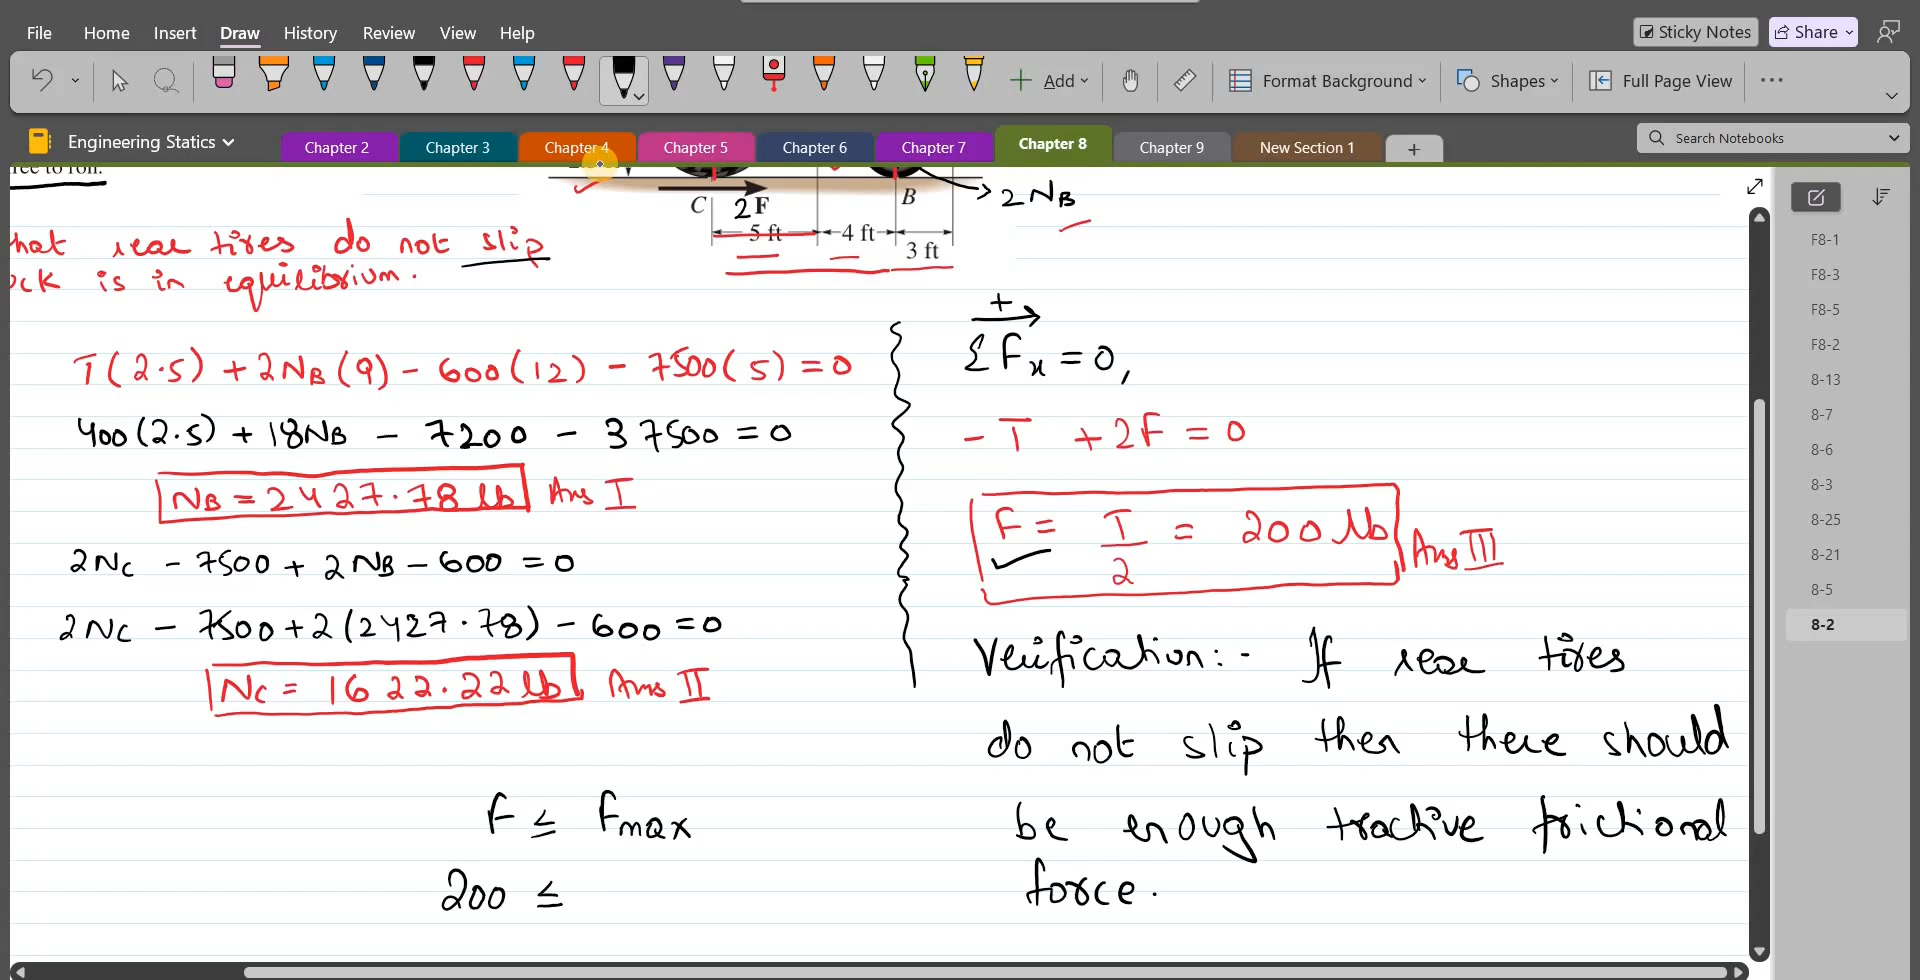 File Home Insert Draw History Review View Help
Sticky Notes Share
Add Format Background Shapes Full Page View
Engineering Statics
Chapter 2 Chapter 3 Chapter 4 Chapter 5 Chapter 6 Chapter 7 Chapter 8 Chapter 9 New Section 1 +
Search Notebooks
ree to roll.
C 2F B → 2NB
5 ft 4 ft 3 ft
hat rear tires do not slip
ck is in equilibrium.
T(2.5) + 2NB(9) - 600(12) - 7500(5) = 0
400(2.5) + 18NB - 7200 - 37500 = 0
NB = 2427.78 lb Ans I
2NC - 7500 + 2NB - 600 = 0
2NC - 7500 + 2(2427.78) - 600 = 0
NC = 1622.22 lb Ans II
F ≤ Fmax
200 ≤
+→
ΣFx = 0,
- T + 2F = 0
F = T/2 = 200 lb Ans III
Verification:- If rear tires
do not slip then there should
be enough tractive frictional
force.
F8-1
F8-3
F8-5
F8-2
8-13
8-7
8-6
8-3
8-25
8-21
8-5
8-2